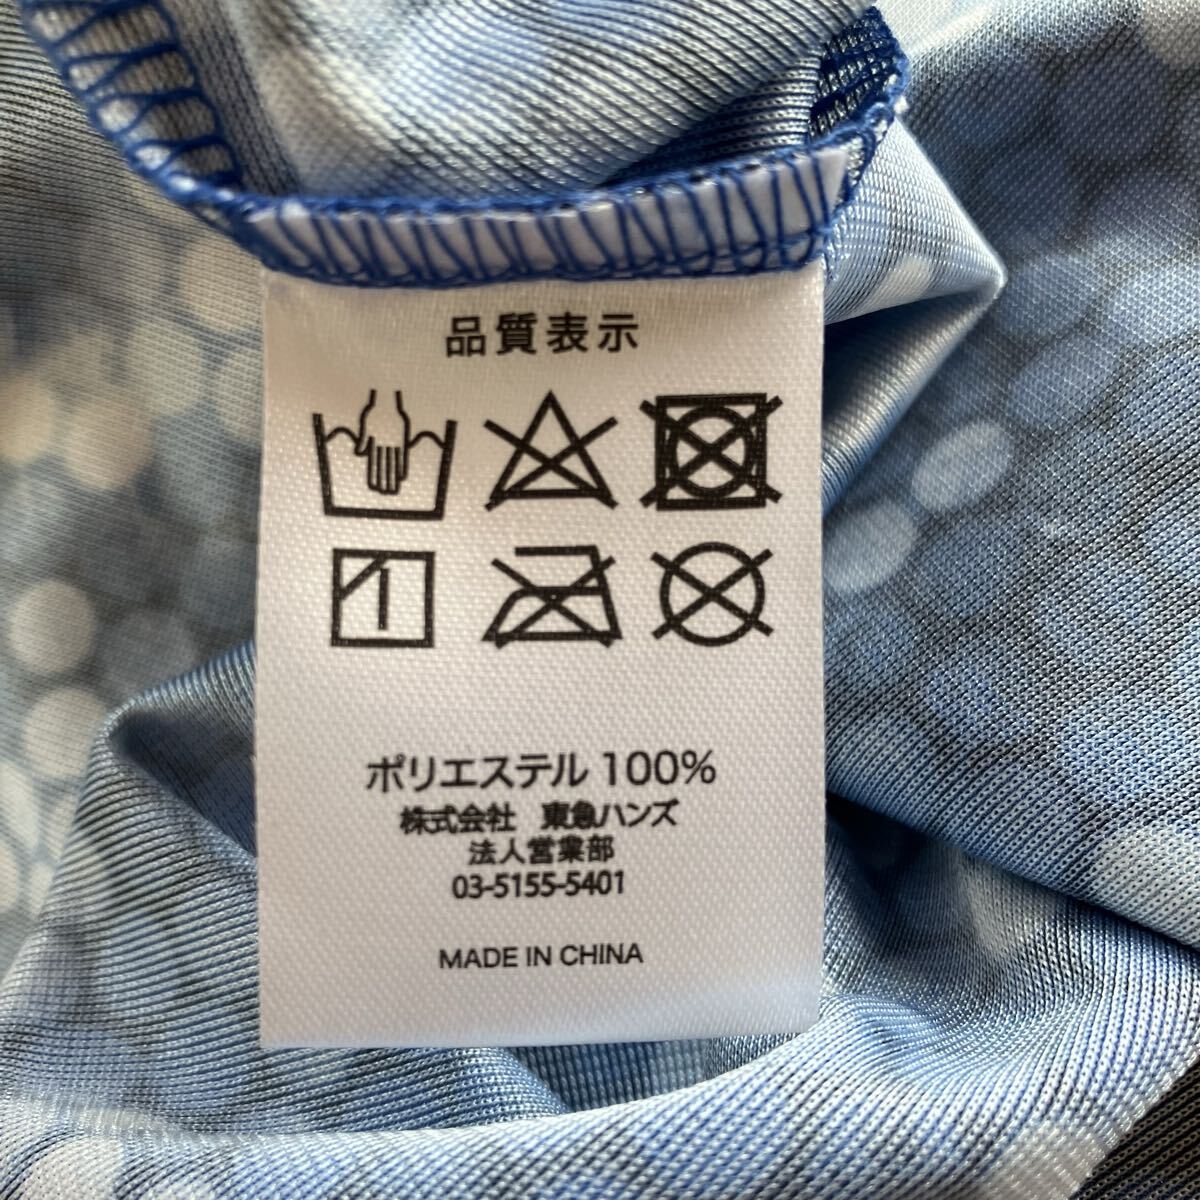 品質表示
ポリエステル 100%
株式会社 東急ハンズ
法人営業部
03-5155-5401
MADE IN CHINA